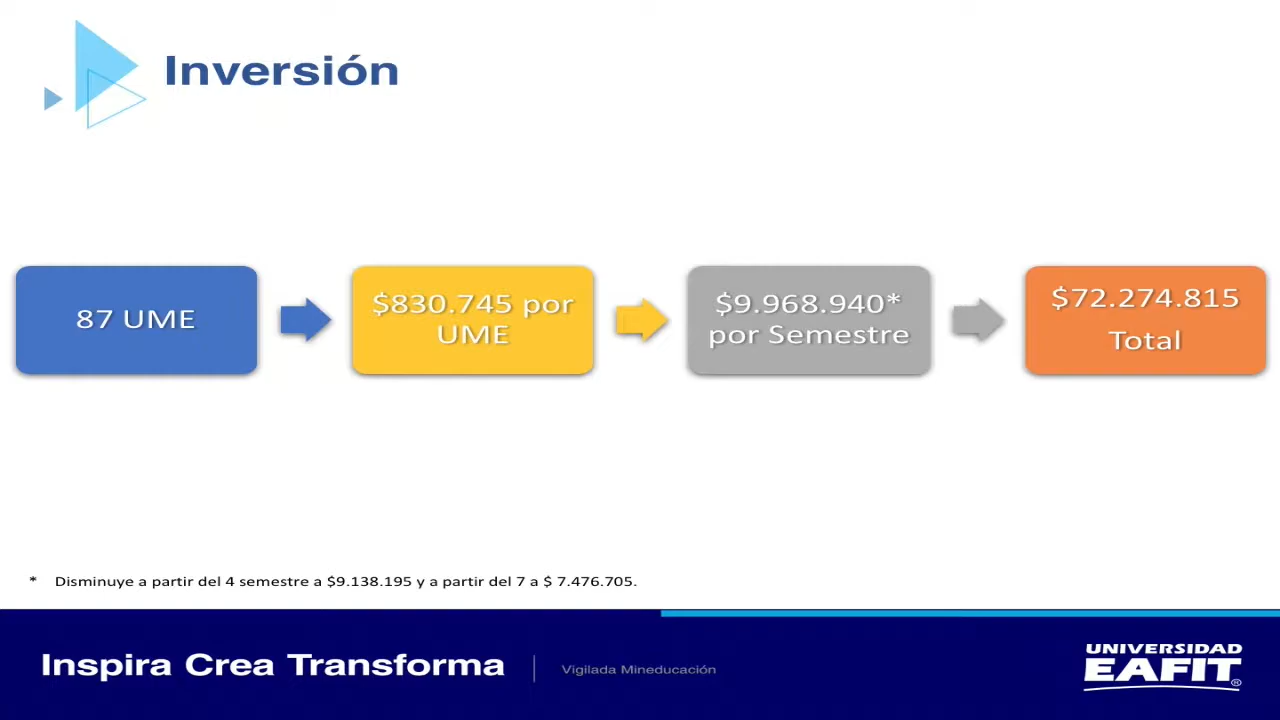 Inversión
87 UME
$830.745 por
UME
$9.968.940*
por Semestre
$72.274.815
Total
* Disminuye a partir del 4 semestre a $9.138.195 y a partir del 7 a $ 7.476.705.
Inspira Crea Transforma
Vigilada Mineducación
UNIVERSIDAD
EAFIT®